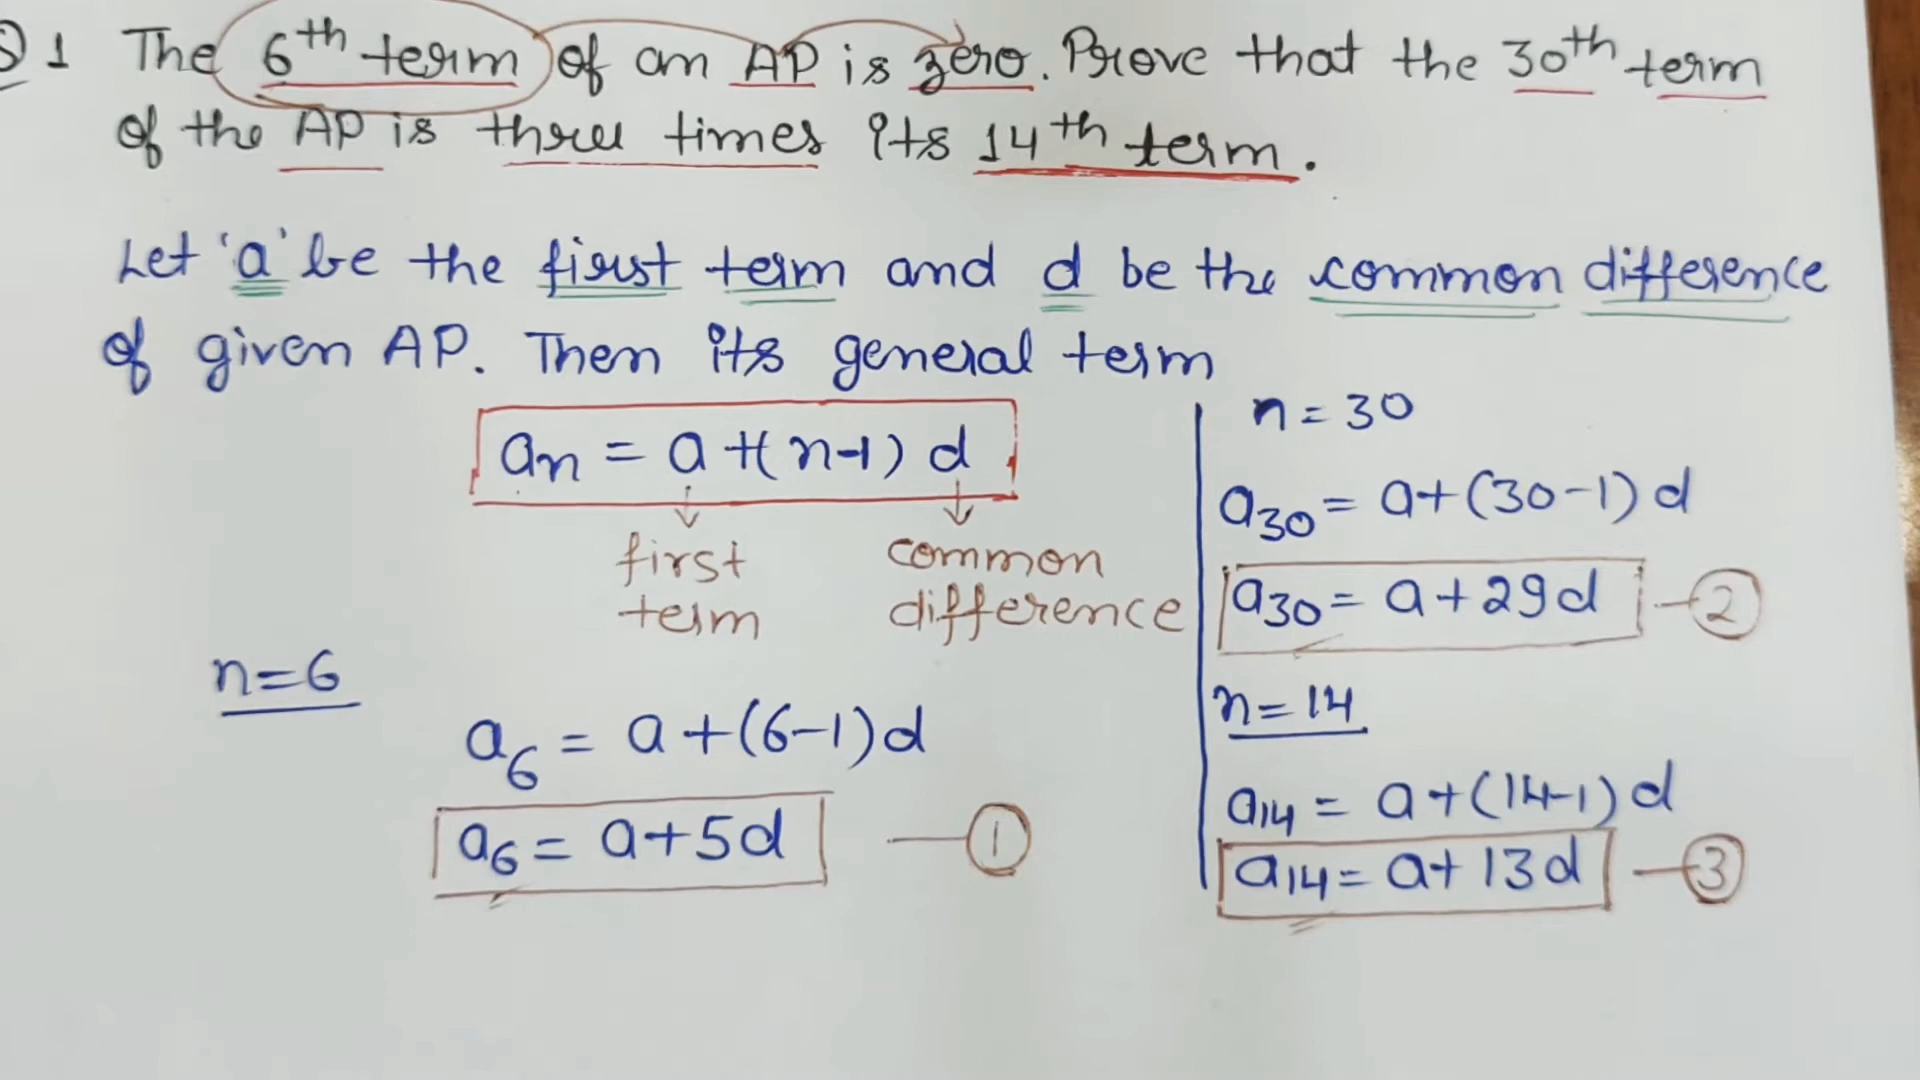 Q1 The 6th term of an AP is zero. Prove that the 30th term
of the AP is three times its 14th term.
Let 'a' be the first term and d be the common difference
of given AP. Then its general term
an = a+(n-1) d
first term
common difference
n=6
a6 = a+(6-1)d
a6 = a+5d —1
n = 30
a30 = a+(30-1)d
a30 = a+29d —2
n=14
a14 = a+(14-1)d
a14 = a+13d —3